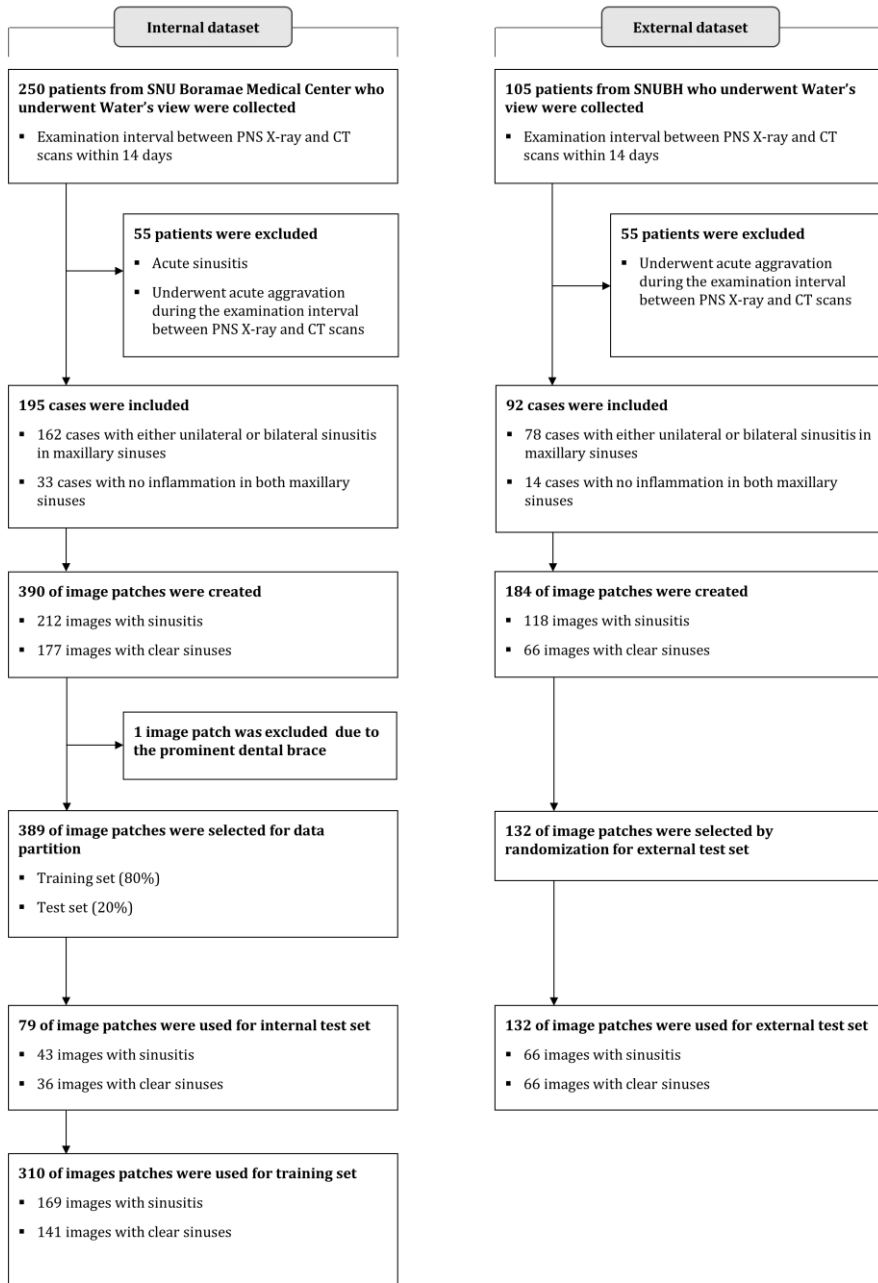 Internal dataset
250 patients from SNU Boramae Medical Center who
underwent Water’s view were collected
▪ Examination interval between PNS X-ray and CT
scans within 14 days
55 patients were excluded
▪ Acute sinusitis
▪ Underwent acute aggravation
during the examination interval
between PNS X-ray and CT scans
195 cases were included
▪ 162 cases with either unilateral or bilateral sinusitis
in maxillary sinuses
▪ 33 cases with no inflammation in both maxillary
sinuses
390 of image patches were created
▪ 212 images with sinusitis
▪ 177 images with clear sinuses
1 image patch was excluded due to
the prominent dental brace
389 of image patches were selected for data
partition
▪ Training set (80%)
▪ Test set (20%)
79 of image patches were used for internal test set
▪ 43 images with sinusitis
▪ 36 images with clear sinuses
310 of images patches were used for training set
▪ 169 images with sinusitis
▪ 141 images with clear sinuses
External dataset
105 patients from SNUBH who underwent Water’s
view were collected
▪ Examination interval between PNS X-ray and CT
scans within 14 days
55 patients were excluded
▪ Underwent acute aggravation
during the examination interval
between PNS X-ray and CT scans
92 cases were included
▪ 78 cases with either unilateral or bilateral sinusitis in
maxillary sinuses
▪ 14 cases with no inflammation in both maxillary
sinuses
184 of image patches were created
▪ 118 images with sinusitis
▪ 66 images with clear sinuses
132 of image patches were selected by
randomization for external test set
132 of image patches were used for external test set
▪ 66 images with sinusitis
▪ 66 images with clear sinuses